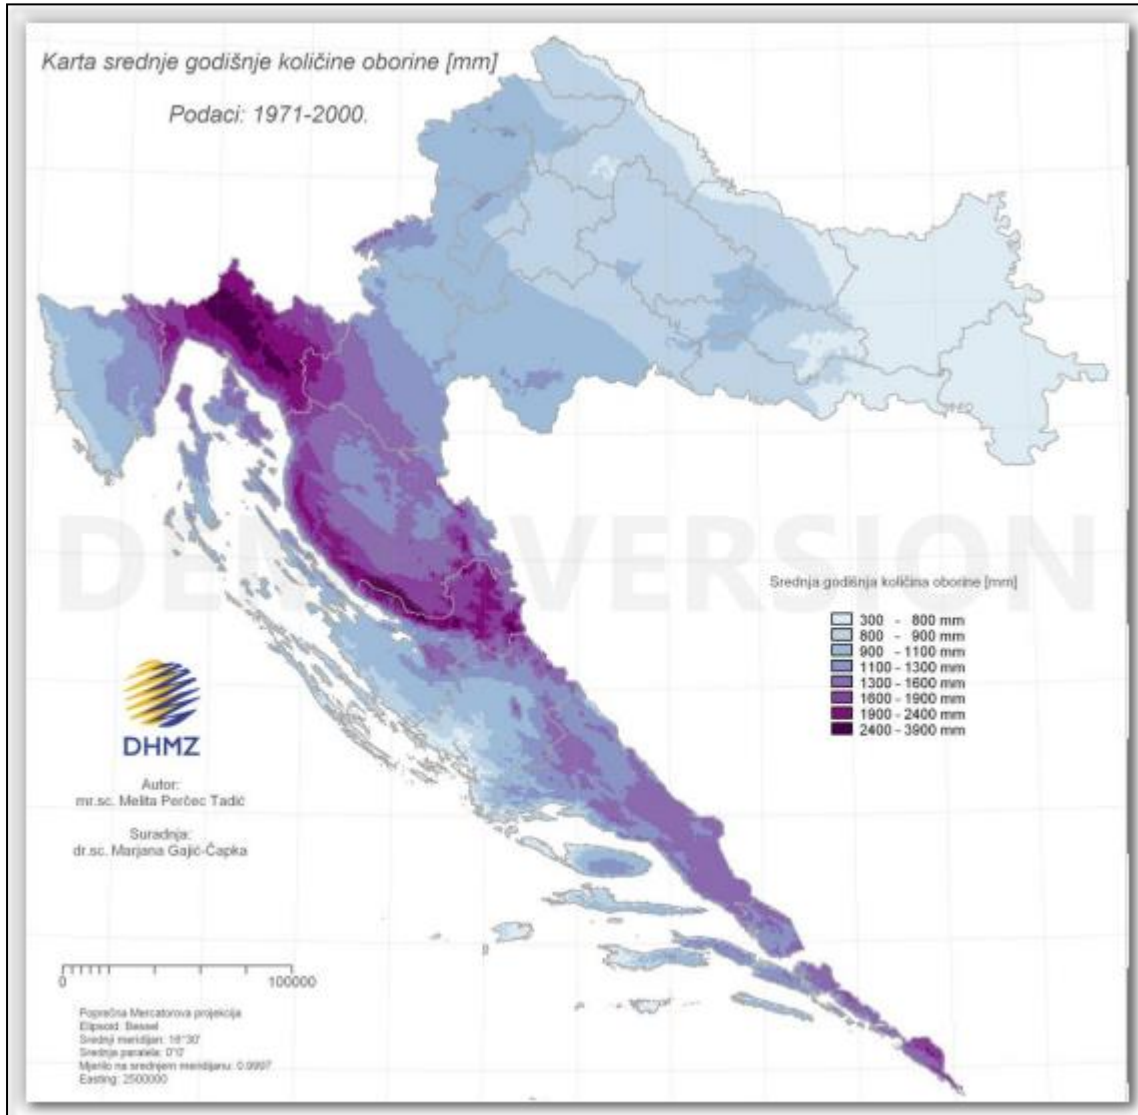 Karta srednje godišnje količine oborine [mm]
Podaci: 1971-2000.
DEMO VERSION
Srednja godišnja količina oborine [mm]
300 - 800 mm
800 - 900 mm
900 - 1100 mm
1100 - 1300 mm
1300 - 1600 mm
1600 - 1900 mm
1900 - 2400 mm
2400 - 3900 mm
DHMZ
Autor:
mr.sc. Melita Perčec Tadić
Suradnja:
dr.sc. Marjana Gajić-Čapka
0 100000
Poprečna Mercatorova projekcija
Elipsoid: Bessel
Srednji meridijan: 16°30'
Srednja paralela: 0°0'
Mjerilo na srednjem meridijanu: 0.9997
Easting: 2500000